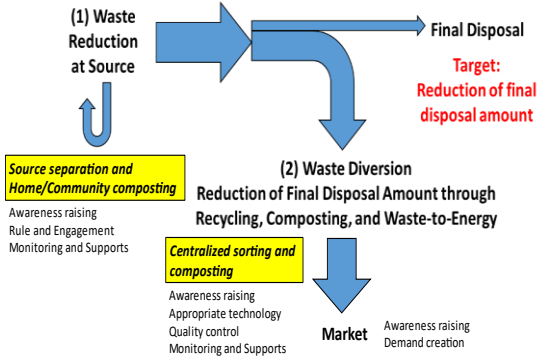 (1) Waste
Reduction
at Source
Final Disposal
Target:
Reduction of final
disposal amount
Source separation and
Home/Community composting
Awareness raising
Rule and Engagement
Monitoring and Supports
(2) Waste Diversion
Reduction of Final Disposal Amount through
Recycling, Composting, and Waste-to-Energy
Centralized sorting and
composting
Awareness raising
Appropriate technology
Quality control
Monitoring and Supports
Market
Awareness raising
Demand creation